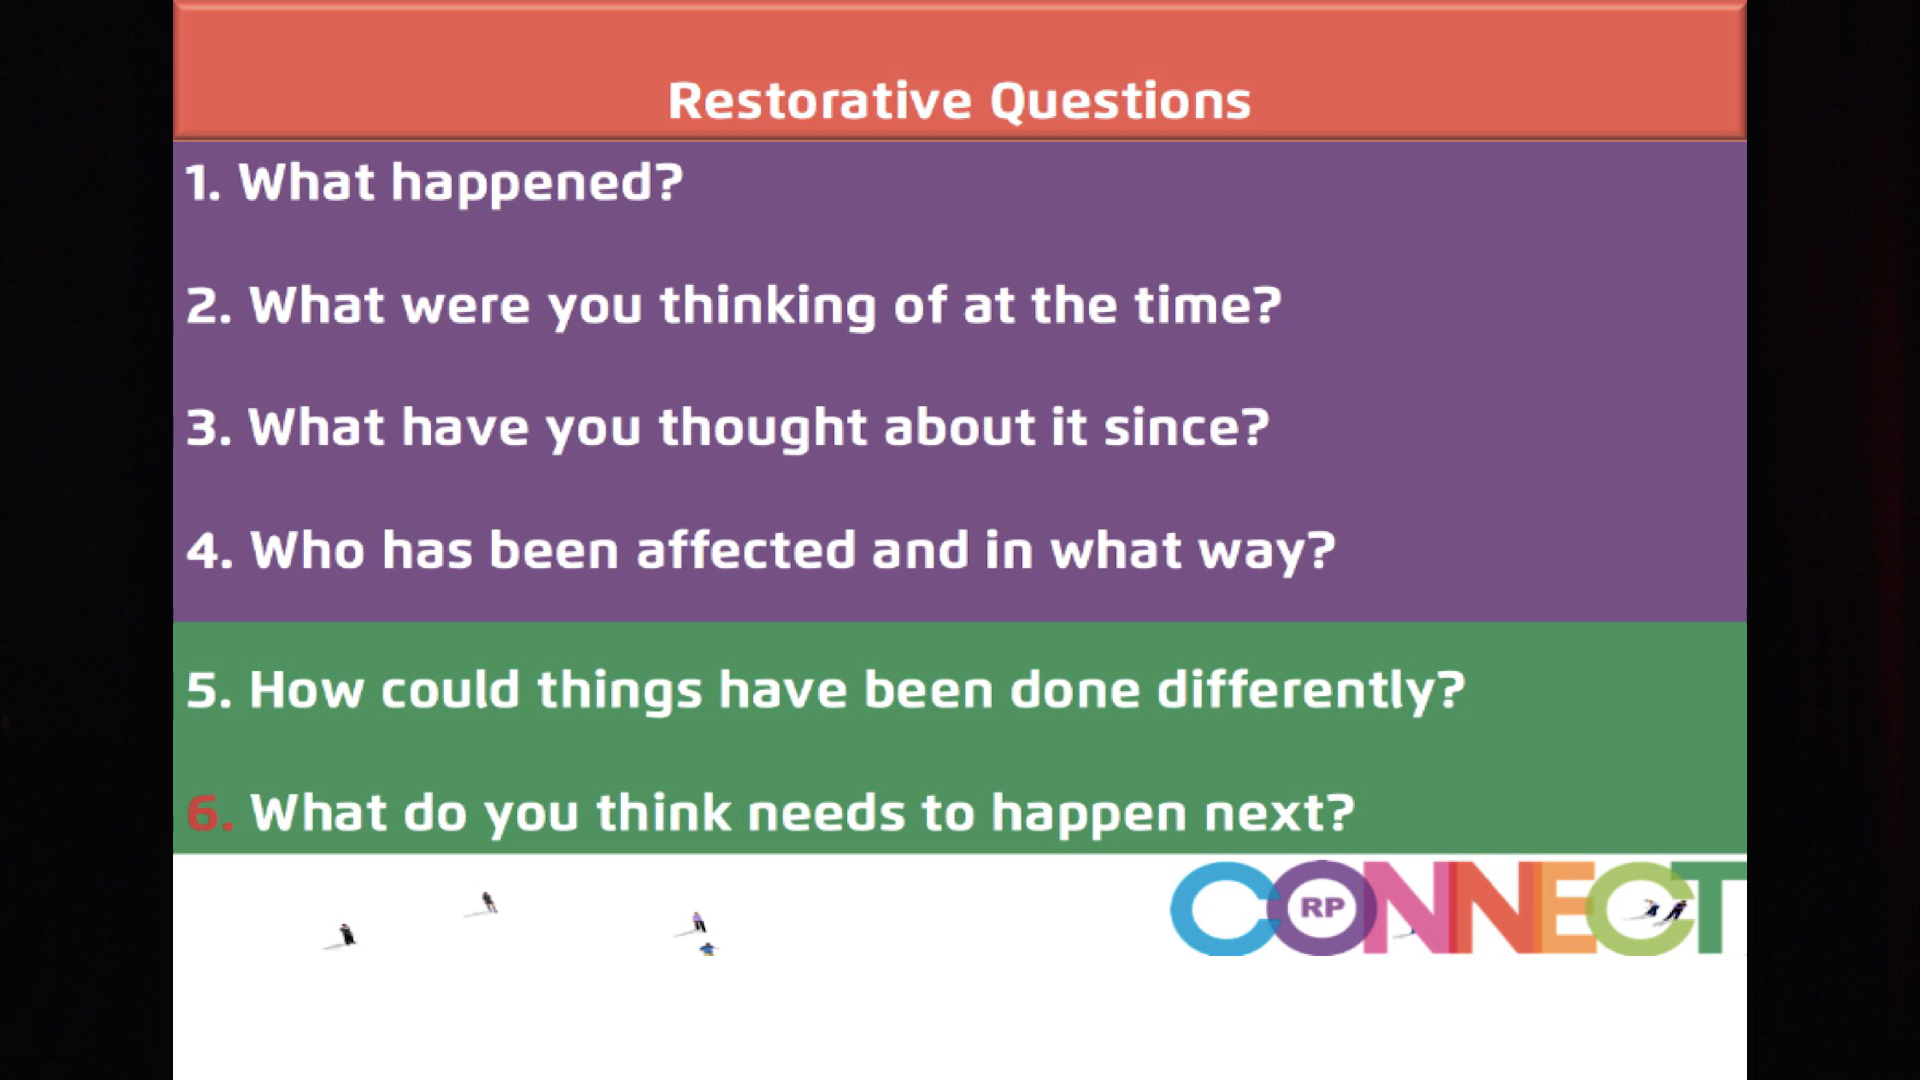 Restorative Questions
1. What happened?
2. What were you thinking of at the time?
3. What have you thought about it since?
4. Who has been affected and in what way?
5. How could things have been done differently?
6. What do you think needs to happen next?
CONNECT
RP